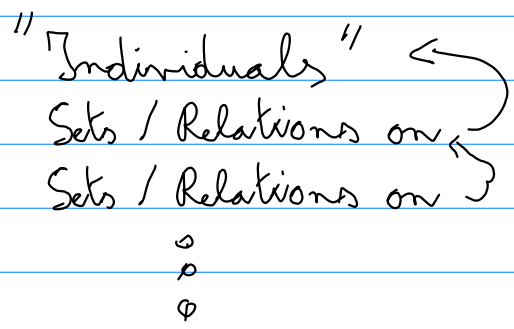 "Individuals"
Sets / Relations on
Sets / Relations on